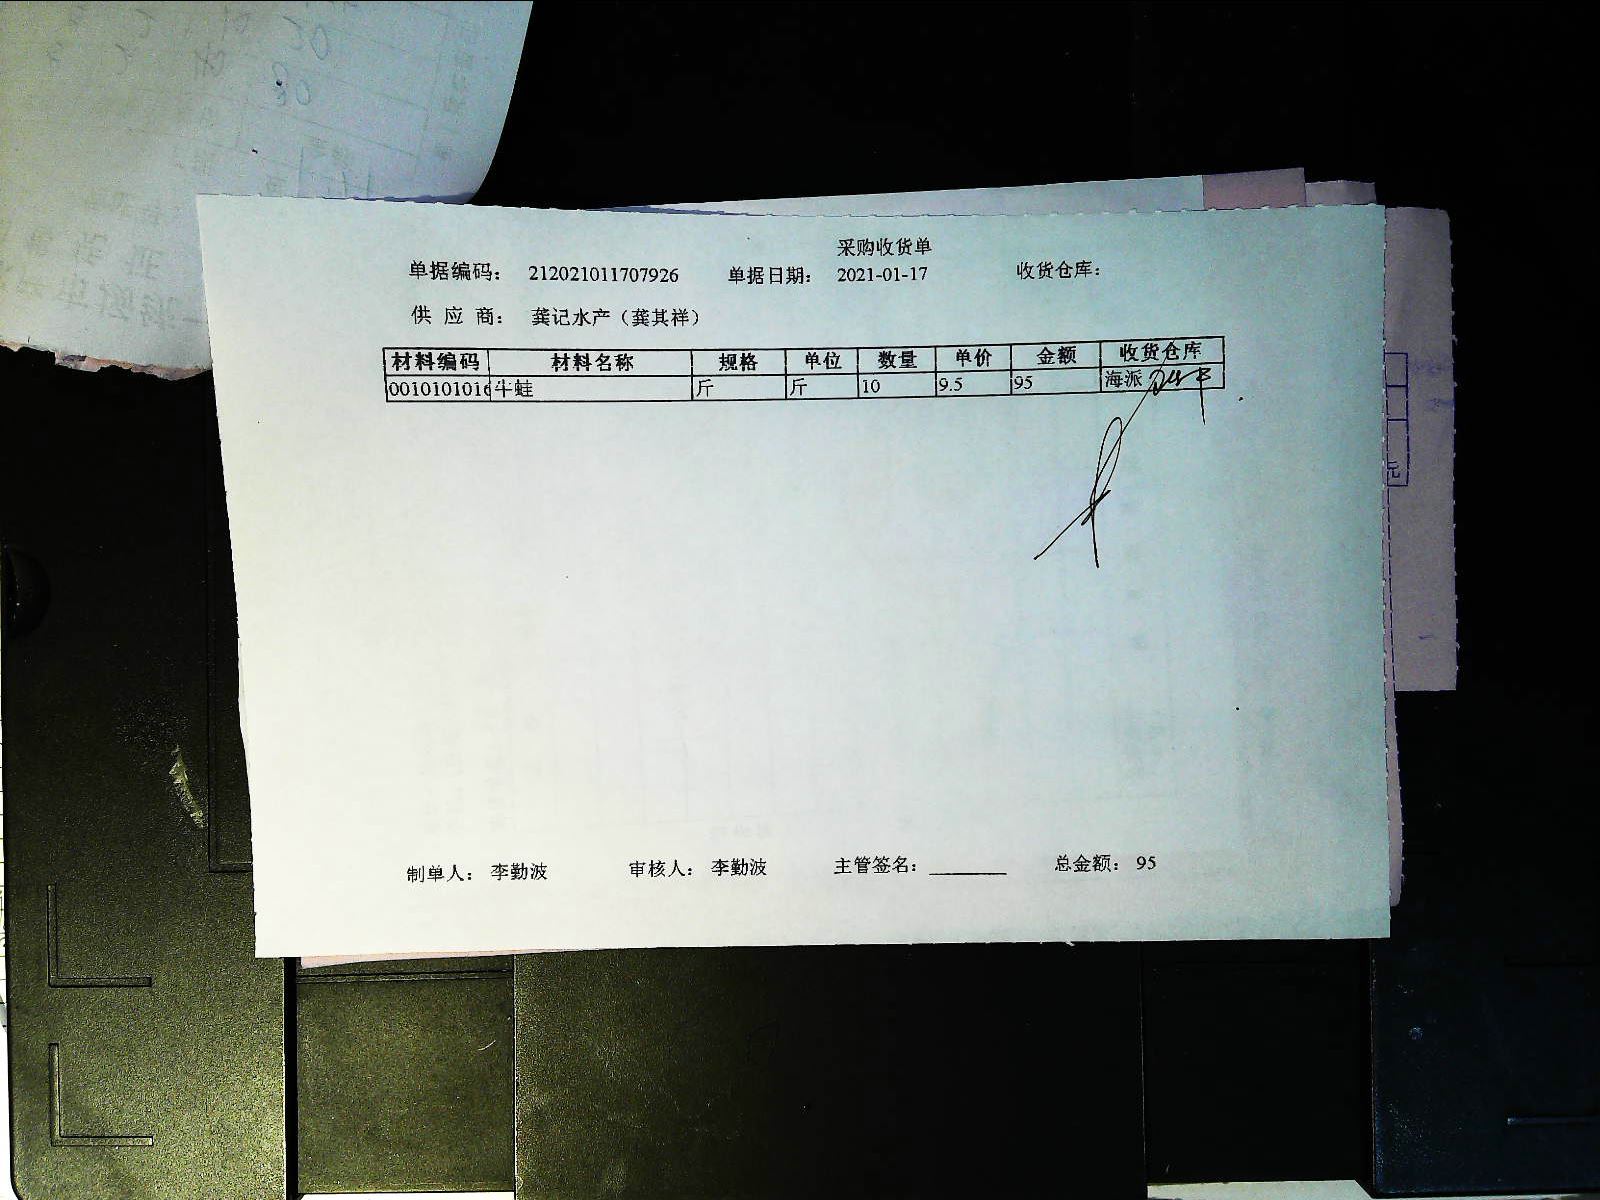 采购收货单
单据编码： 212021011707926 单据日期： 2021-01-17 收货仓库：
供 应 商： 龚记水产（龚其祥）
材料编码 材料名称 规格 单位 数量 单价 金额 收货仓库
0010101016 牛蛙 斤 斤 10 9.5 95 海派
制单人： 李勤波 审核人： 李勤波 主管签名： 总金额： 95
元